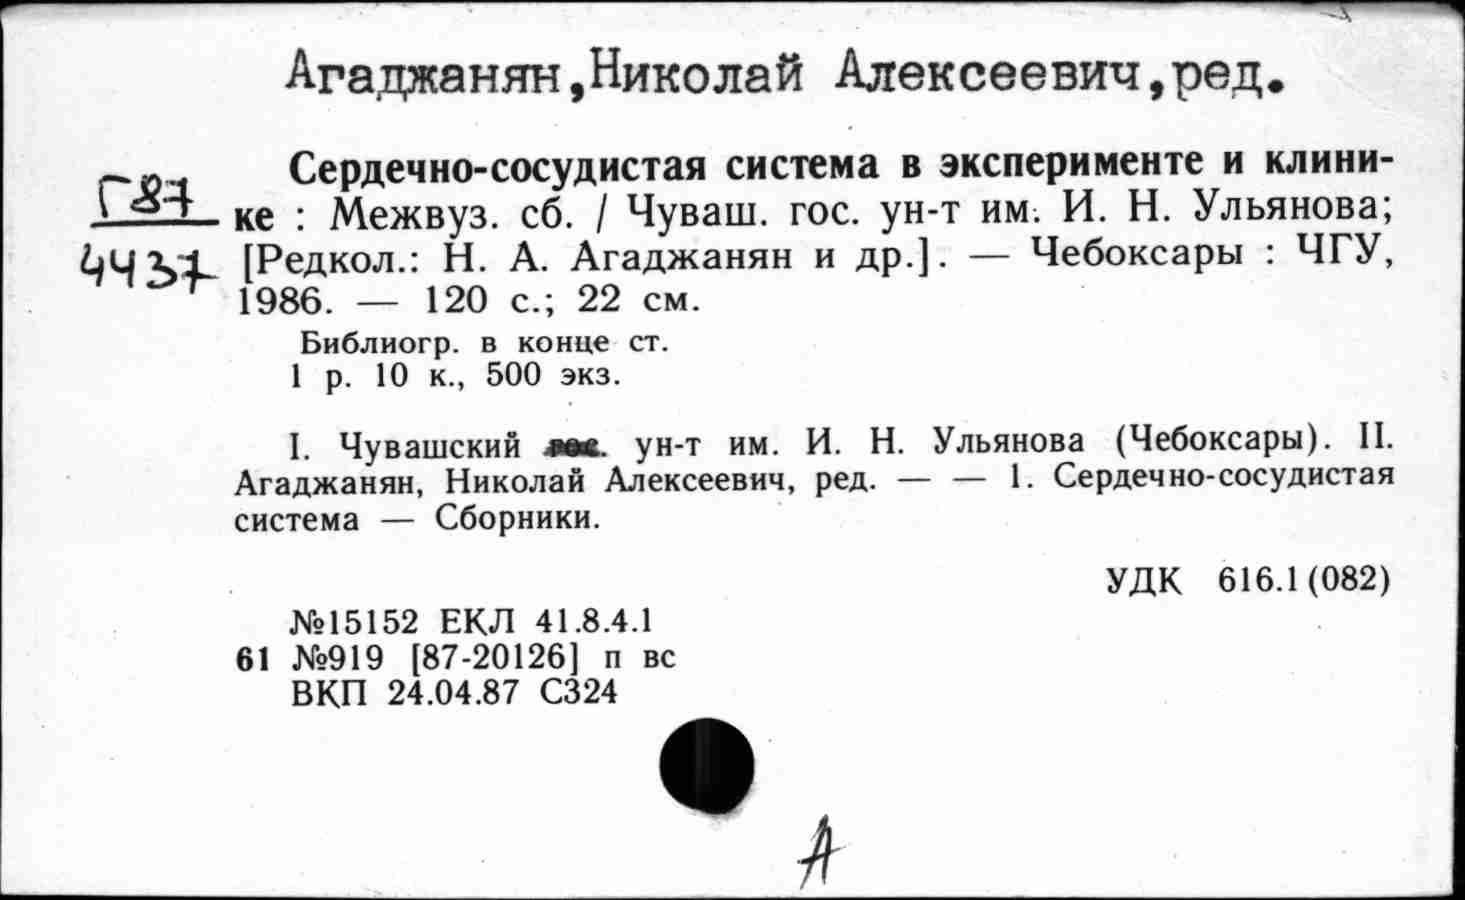 Агаджанян,Николай Алексеевич,ред.
Сердечно-сосудистая система в эксперименте и клини-
Г87 ке : Межвуз. сб. / Чуваш. гос. ун-т им. И. Н. Ульянова;
4437 [Редкол.: Н. А. Агаджанян и др.]. — Чебоксары : ЧГУ,
1986. — 120 с.; 22 см.
Библиогр. в конце ст.
1 р. 10 к., 500 экз.
I. Чувашский ун-т им. И. Н. Ульянова (Чебоксары). II.
Агаджанян, Николай Алексеевич, ред. — — 1. Сердечно-сосудистая
система — Сборники.
УДК 616.1(082)
№15152 ЕКЛ 41.8.4.1
61 №919 [87-20126] п вс
ВКП 24.04.87 С324
А